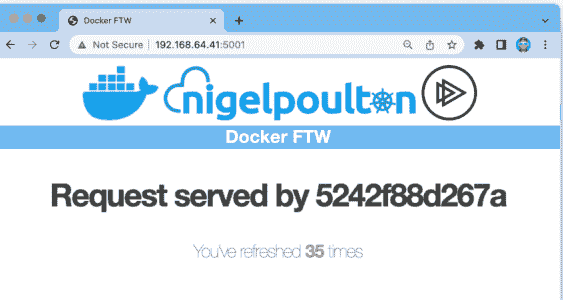 Docker FTW
Not Secure | 192.168.64.41:5001
nigelpoulton
Docker FTW
Request served by 5242f88d267a
You've refreshed 35 times